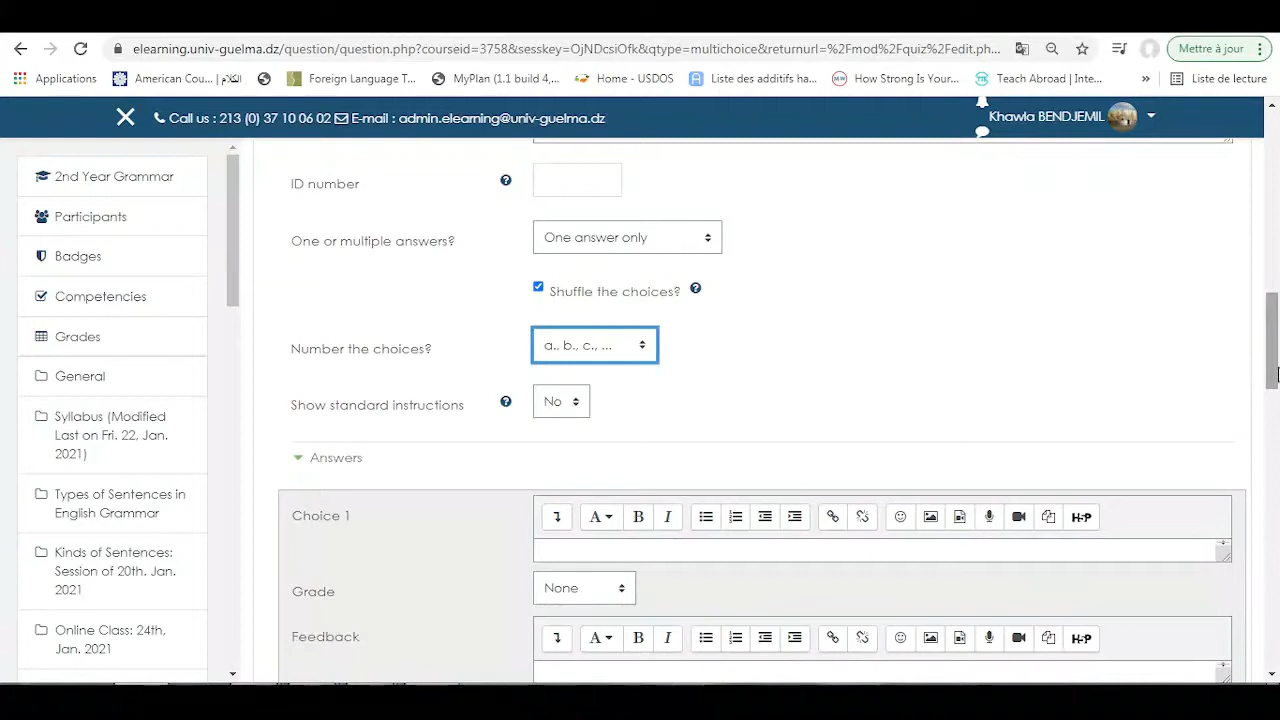 elearning.univ-guelma.dz/question/question.php?courseid=3758&sesskey=OjNDcsiOfk&qtype=multichoice&returnurl=%2Fmod%2Fquiz%2Fedit.ph...
Mettre à jour
Applications
American Cou... | الكلام
Foreign Language T...
MyPlan (1.1 build 4,...
Home - USDOS
Liste des additifs ha...
How Strong Is Your...
Teach Abroad | Inte...
»
Liste de lecture
Call us : 213 (0) 37 10 06 02 E-mail : admin.elearning@univ-guelma.dz
Khawla BENDJEMIL
2nd Year Grammar
Participants
Badges
Competencies
Grades
General
Syllabus (Modified
Last on Fri. 22, Jan.
2021)
Types of Sentences in
English Grammar
Kinds of Sentences:
Session of 20th. Jan.
2021
Online Class: 24th,
Jan. 2021
ID number
One or multiple answers?
One answer only
Shuffle the choices?
Number the choices?
a., b., c., ...
Show standard instructions
No
Answers
Choice 1
A B I H-P
Grade
None
Feedback
A B I H-P